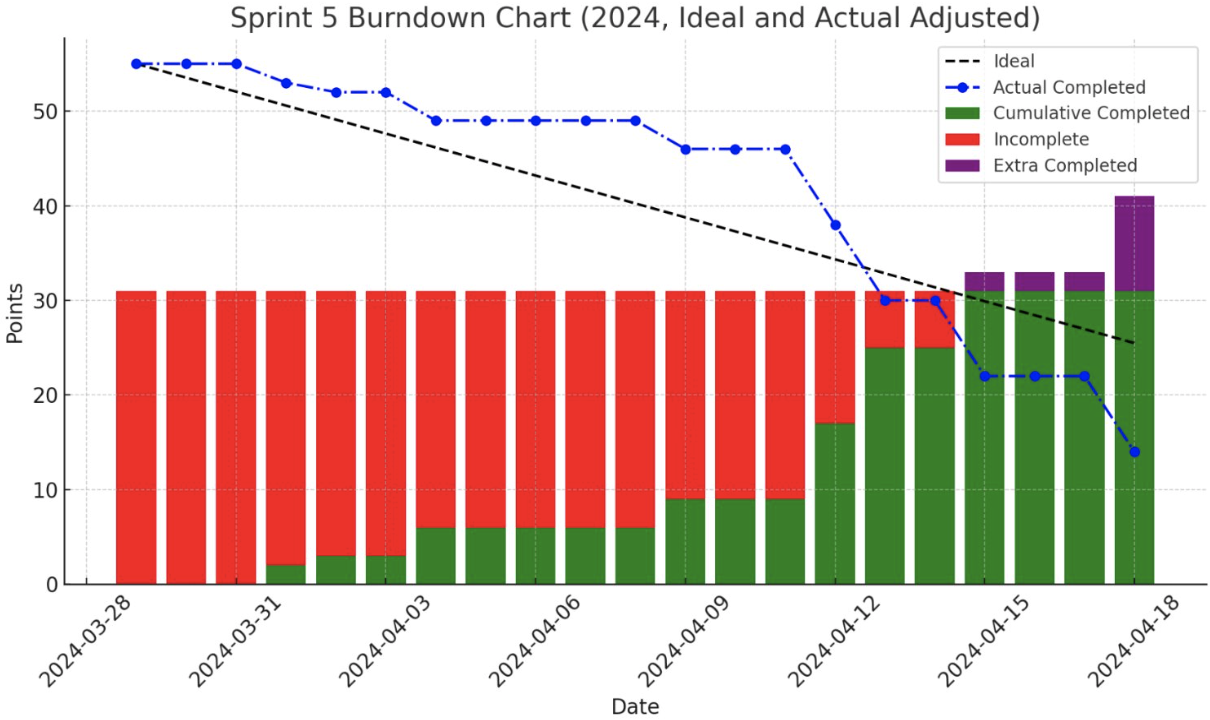 Sprint 5 Burndown Chart (2024, Ideal and Actual Adjusted)
Ideal
Actual Completed
Cumulative Completed
Incomplete
Extra Completed
Points
50
40
30
20
10
0
2024-03-28
2024-03-31
2024-04-03
2024-04-06
2024-04-09
2024-04-12
2024-04-15
2024-04-18
Date